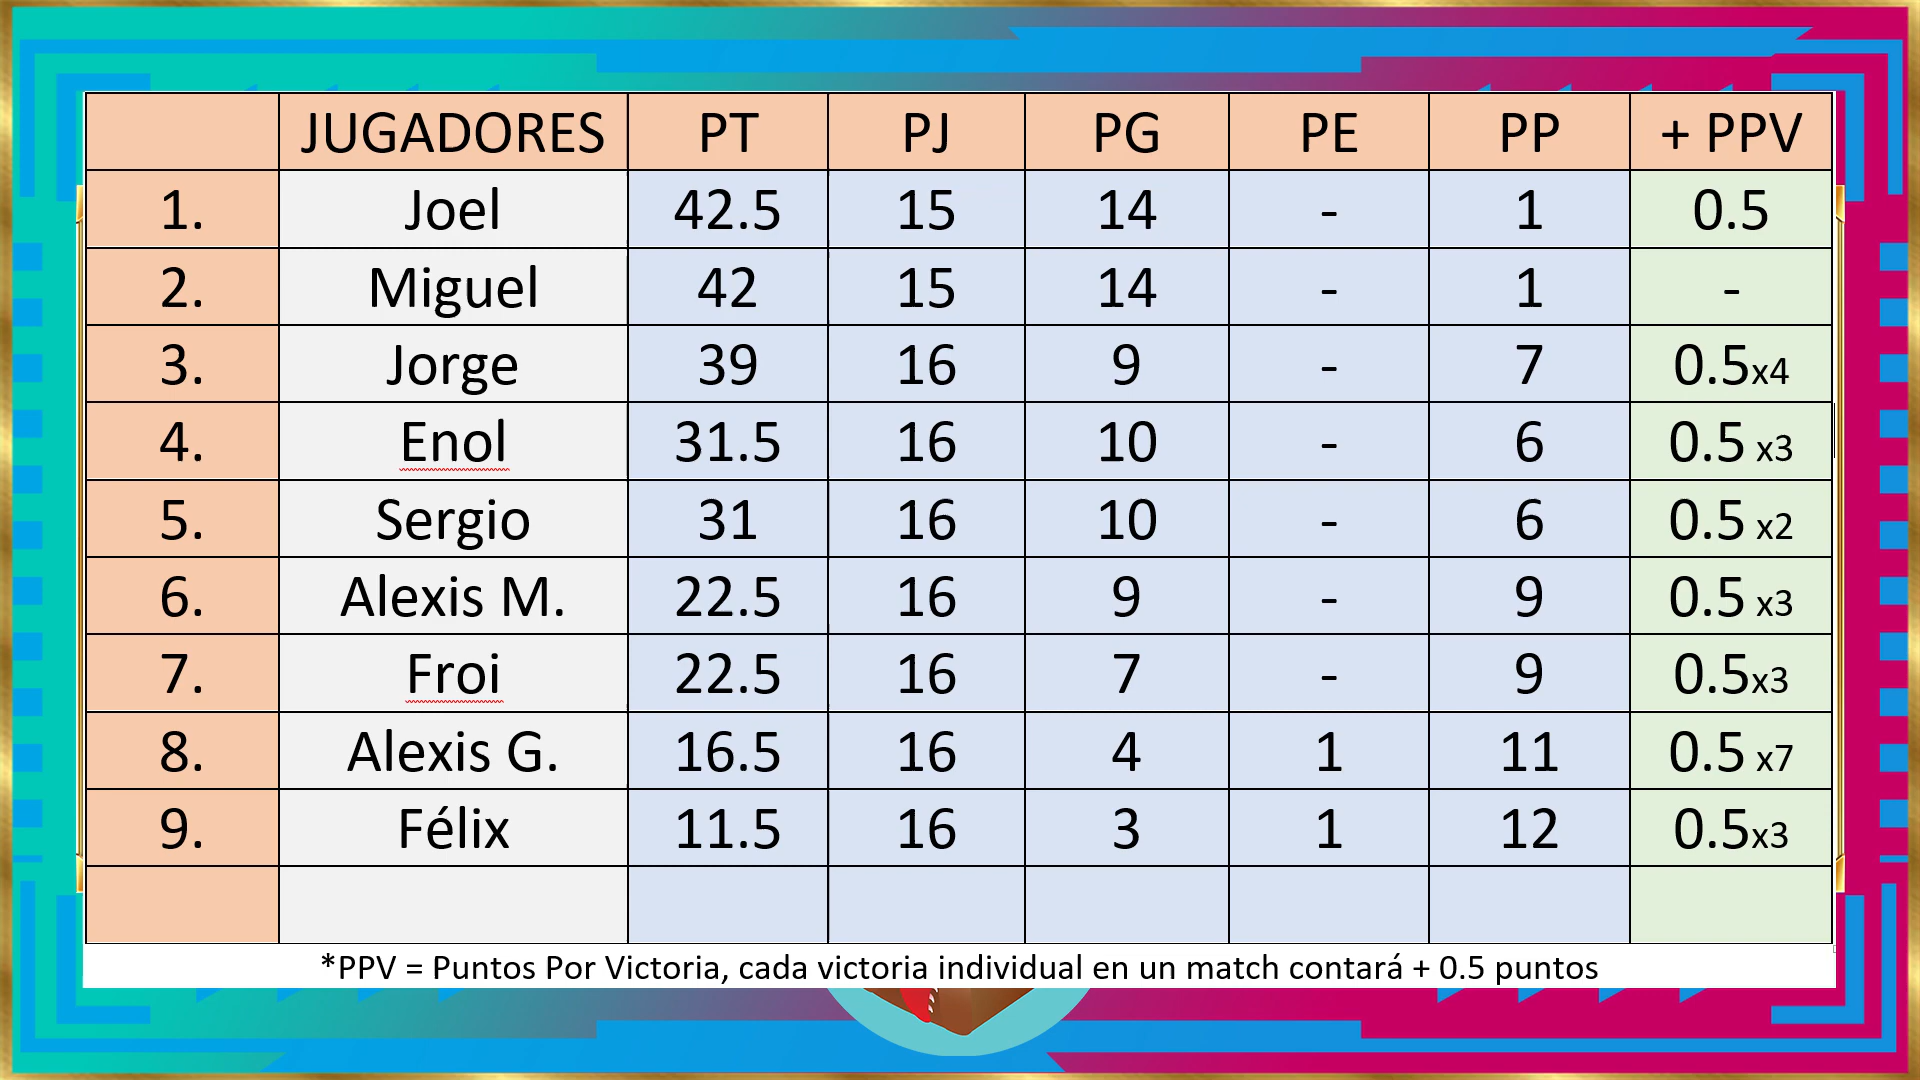 JUGADORES PT PJ PG PE PP + PPV
1. Joel 42.5 15 14 - 1 0.5
2. Miguel 42 15 14 - 1 -
3. Jorge 39 16 9 - 7 0.5x4
4. Enol 31.5 16 10 - 6 0.5 x3
5. Sergio 31 16 10 - 6 0.5 x2
6. Alexis M. 22.5 16 9 - 9 0.5 x3
7. Froi 22.5 16 7 - 9 0.5x3
8. Alexis G. 16.5 16 4 1 11 0.5 x7
9. Félix 11.5 16 3 1 12 0.5x3
*PPV = Puntos Por Victoria, cada victoria individual en un match contará + 0.5 puntos